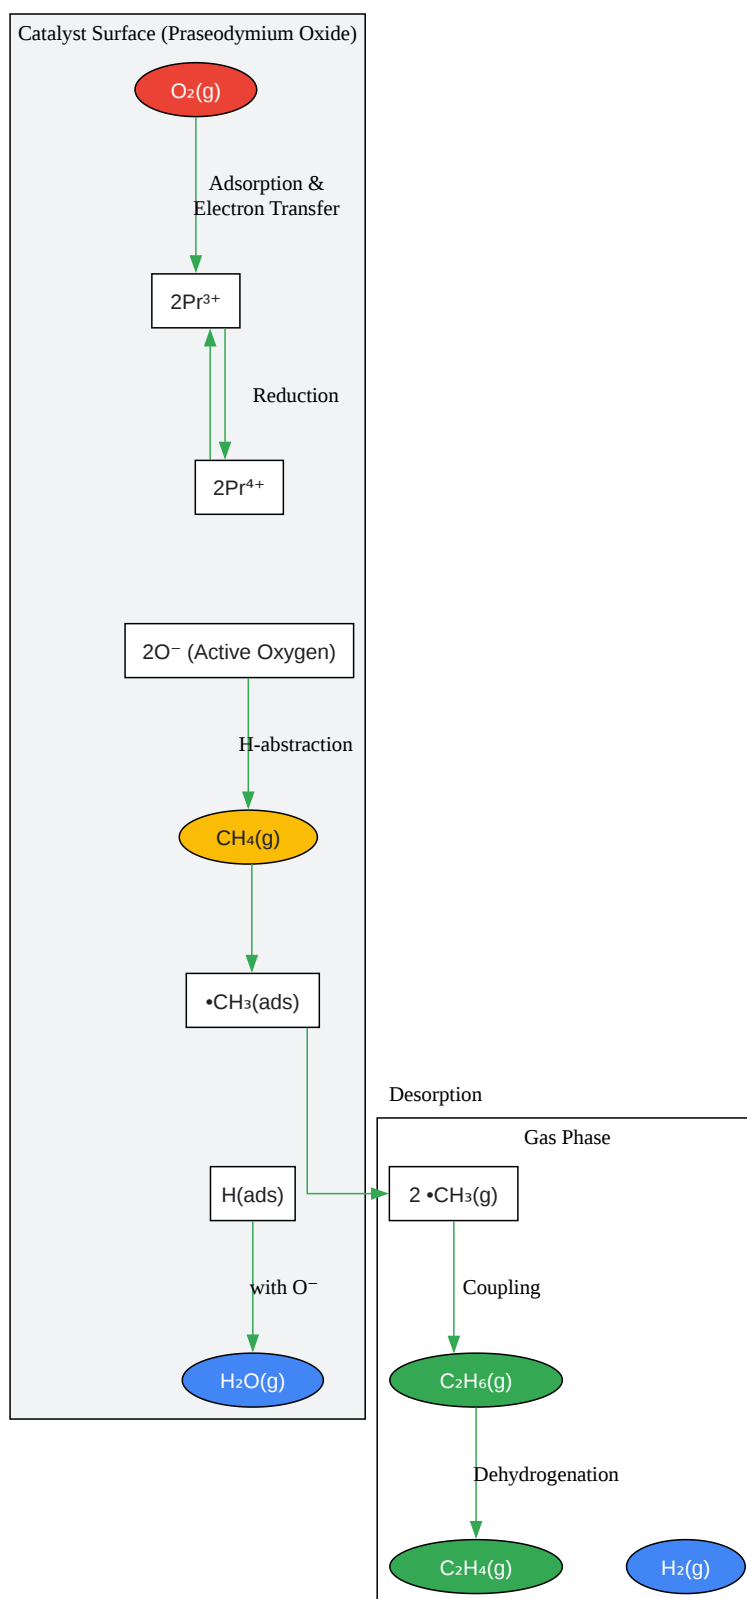 Catalyst Surface (Praseodymium Oxide)
O₂(g)
Adsorption &
Electron Transfer
2Pr³⁺
Reduction
2Pr⁴⁺
2O⁻ (Active Oxygen)
H-abstraction
CH₄(g)
•CH₃(ads)
Desorption
Gas Phase
H(ads)
2 •CH₃(g)
with O⁻
Coupling
H₂O(g)
C₂H₆(g)
Dehydrogenation
C₂H₄(g)
H₂(g)